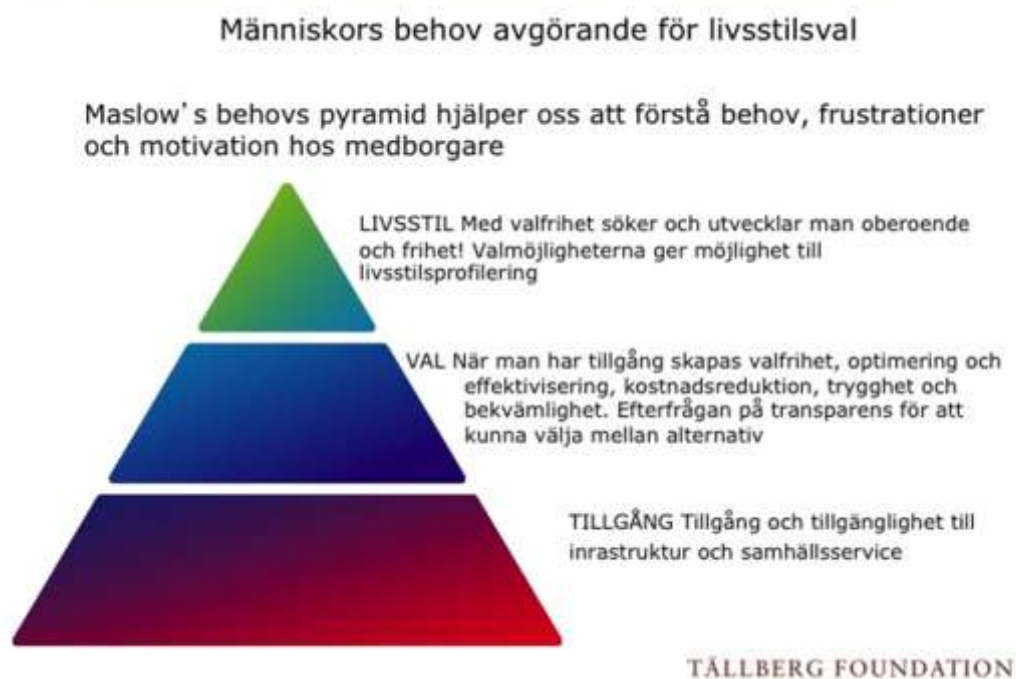 Människors behov avgörande för livsstilsval
Maslow's behovs pyramid hjälper oss att förstå behov, frustrationer
och motivation hos medborgare
LIVSSTIL Med valfrihet söker och utvecklar man oberoende
och frihet! Valmöjligheterna ger möjlighet till
livsstilsprofilering
VAL När man har tillgång skapas valfrihet, optimering och
effektivisering, kostnadsreduktion, trygghet och
bekvämlighet. Efterfrågan på transparens för att
kunna välja mellan alternativ
TILLGÅNG Tillgång och tillgänglighet till
inrastruktur och samhällsservice
TÄLLBERG FOUNDATION